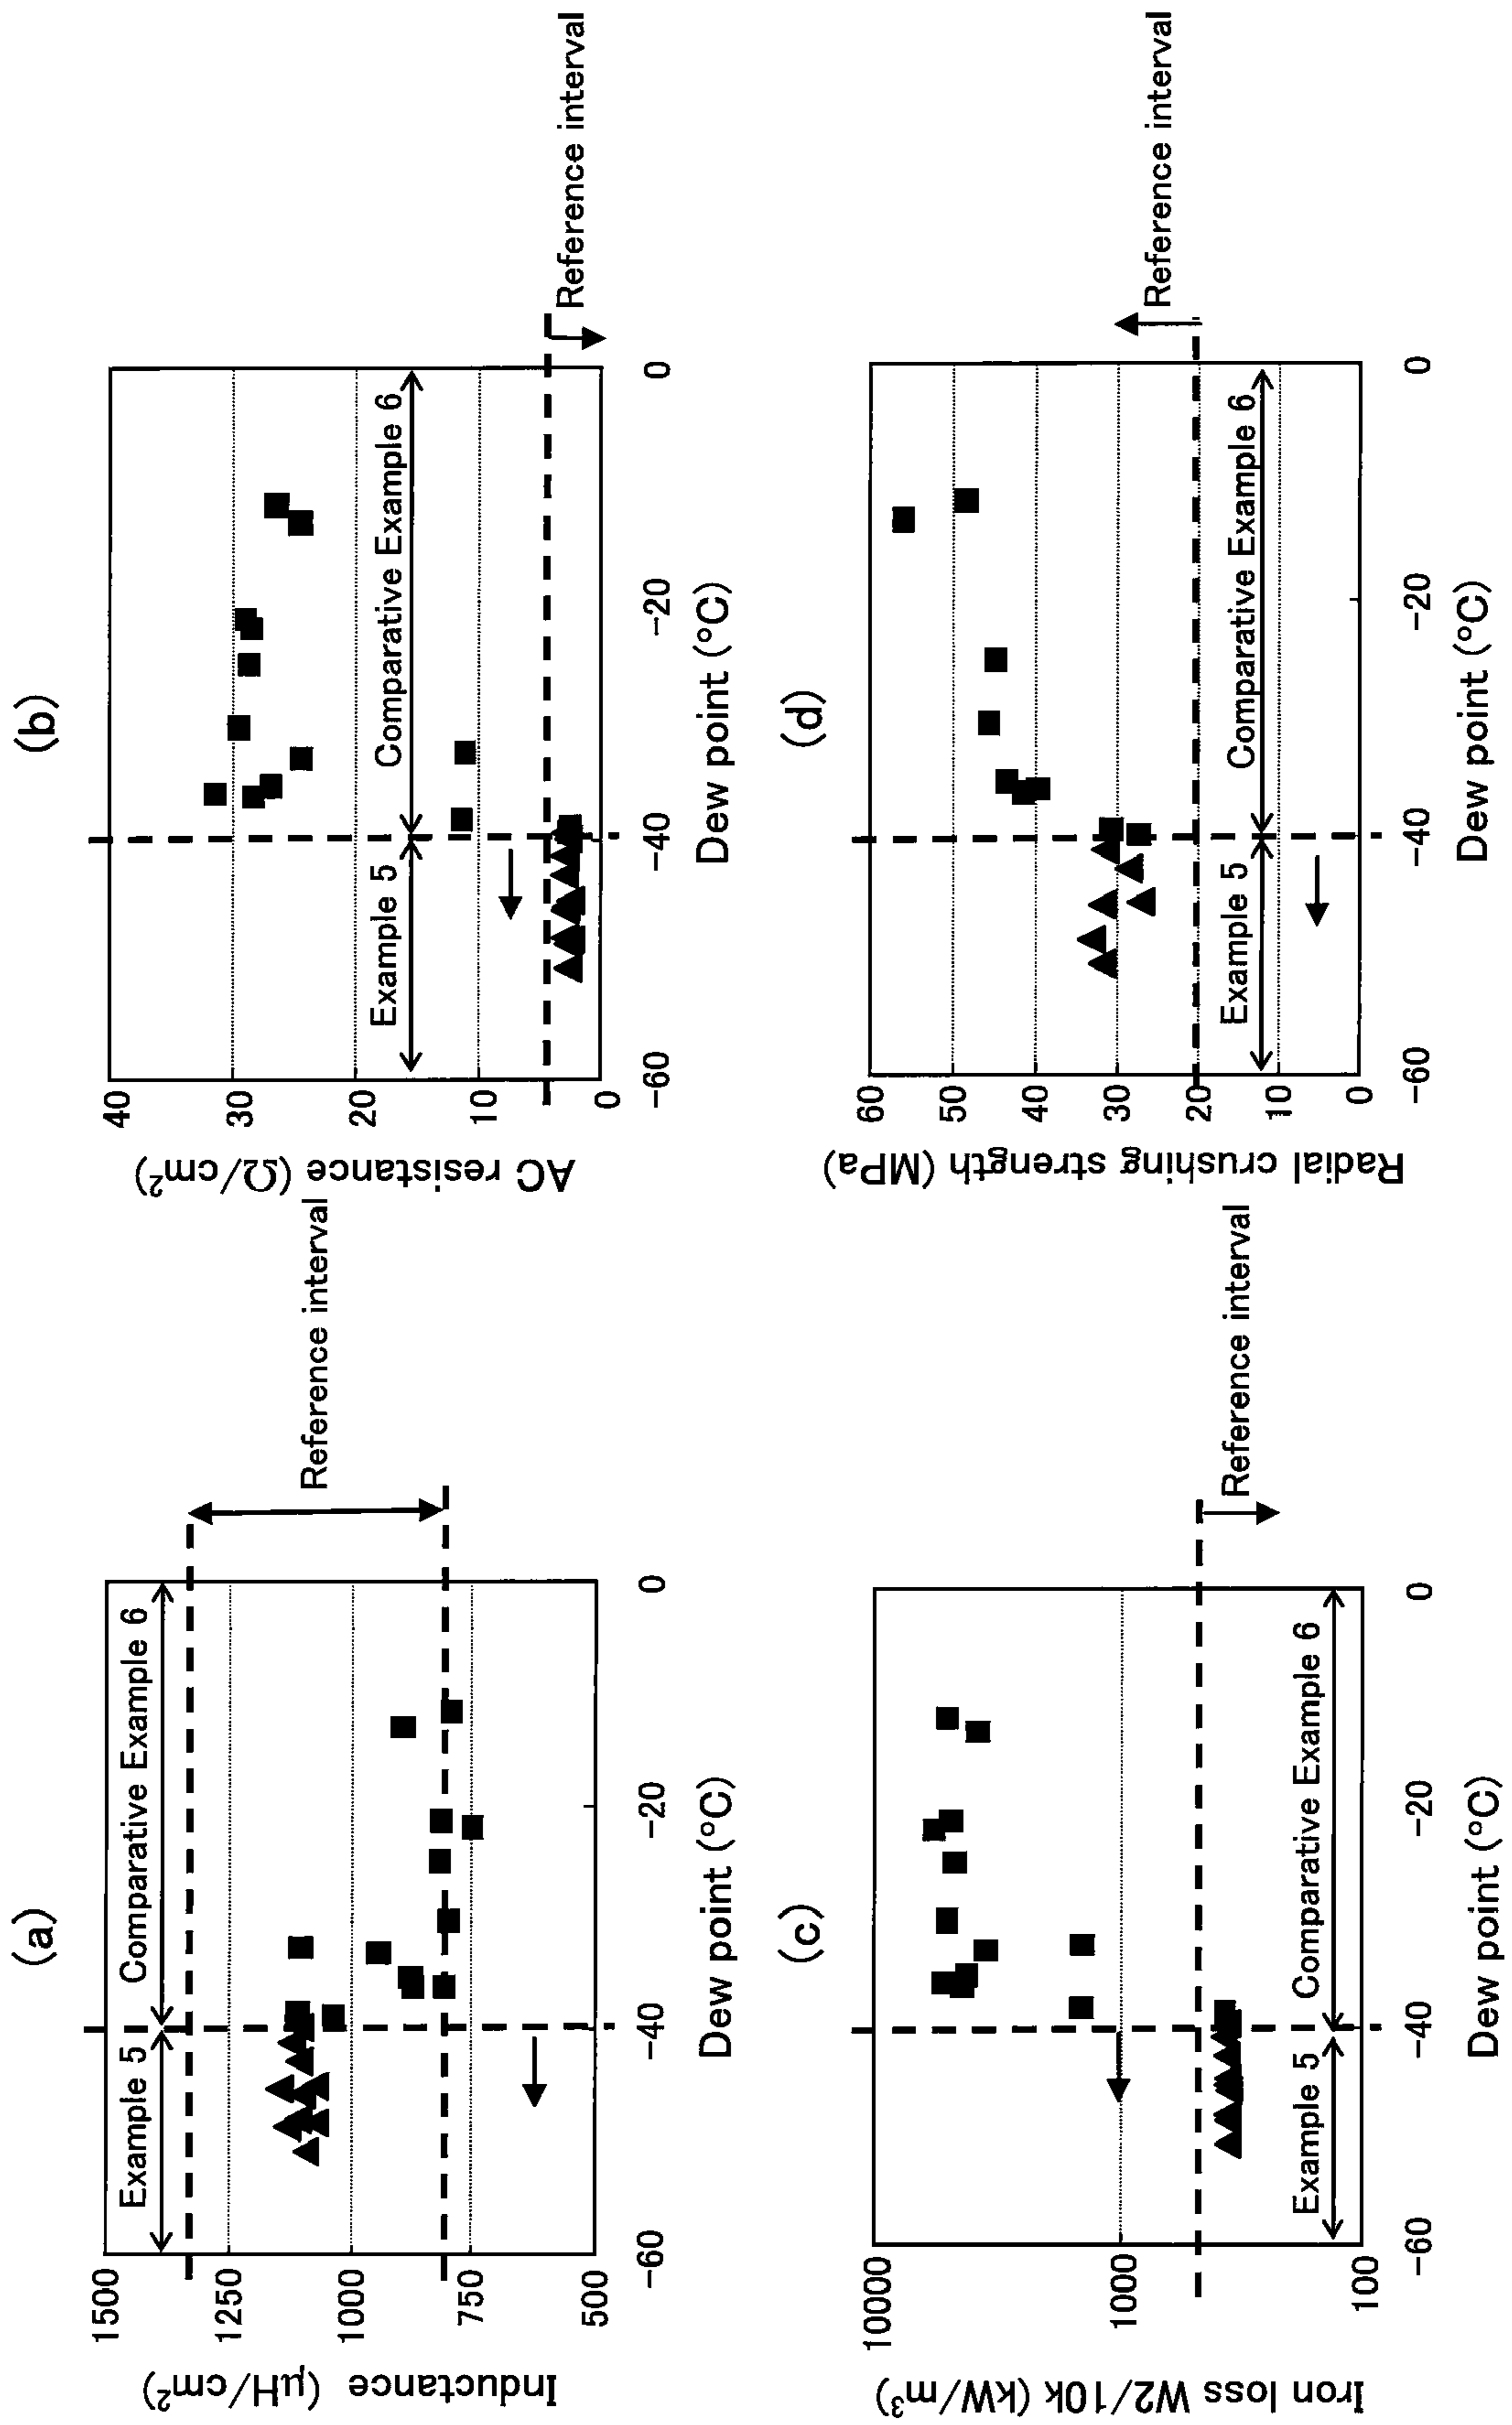 (a)
Inductance (μH/cm²)
1500
1250
1000
750
500
Example 5
Comparative Example 6
Reference interval
−60
−40
−20
0
Dew point (°C)
(b)
AC resistance (Ω/cm²)
40
30
20
10
0
Example 5
Comparative Example 6
Reference interval
−60
−40
−20
0
Dew point (°C)
(c)
Iron loss W2/10k (kW/m³)
10000
1000
100
Example 5
Comparative Example 6
Reference interval
−60
−40
−20
0
Dew point (°C)
(d)
Radial crushing strength (MPa)
60
50
40
30
20
10
0
Example 5
Comparative Example 6
Reference interval
−60
−40
−20
0
Dew point (°C)